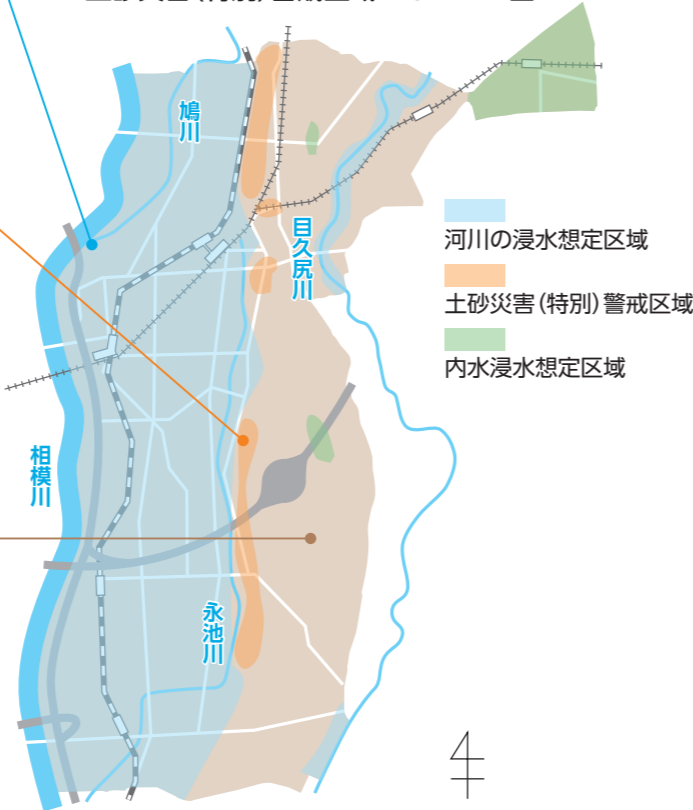 鳩川
目久尻川
河川の浸水想定区域
土砂災害(特別)警戒区域
内水浸水想定区域
相模川
永池川